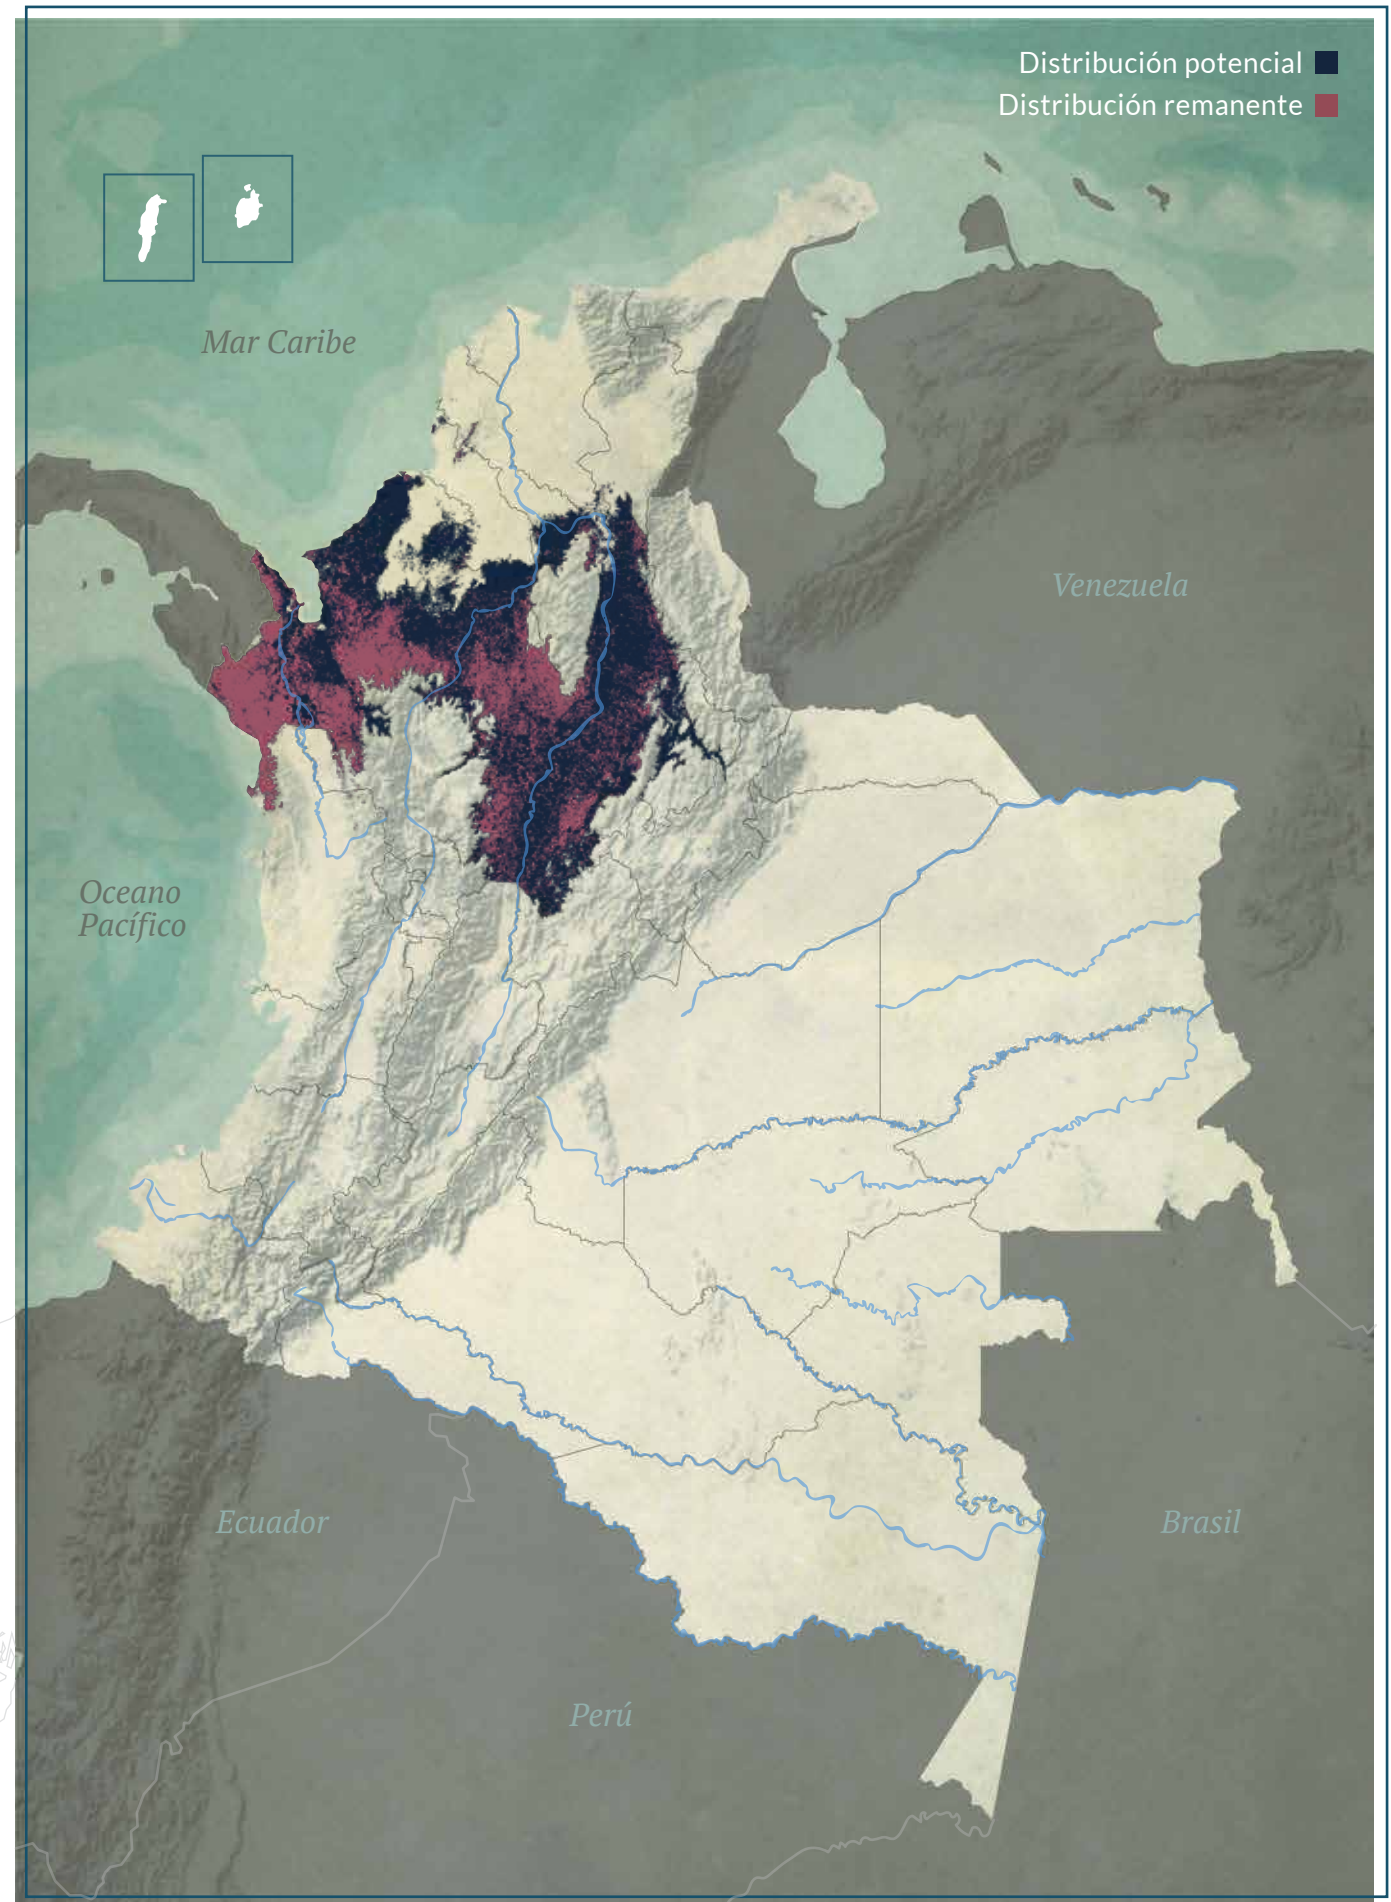 Distribución potencial
Distribución remanente
Mar Caribe
Venezuela
Oceano
Pacífico
Ecuador
Brasil
Perú